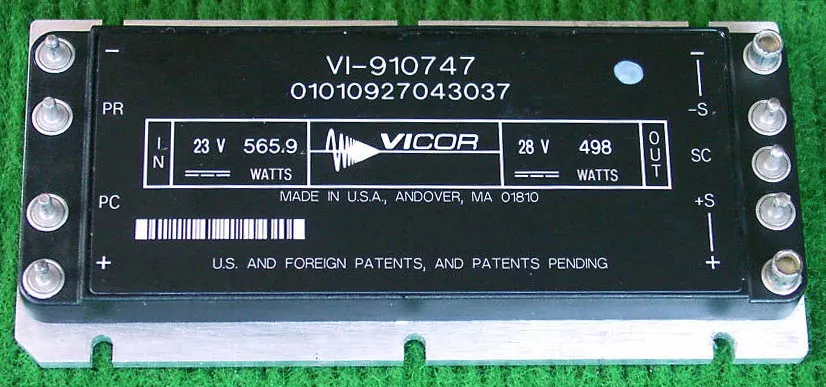 VI-910747
01010927043037
− −
PR -S
IN 23 V 565.9 WATTS VICOR 28 V 498 WATTS OUT
SC
PC +S
MADE IN U.S.A., ANDOVER, MA 01810
+ +
U.S. AND FOREIGN PATENTS, AND PATENTS PENDING